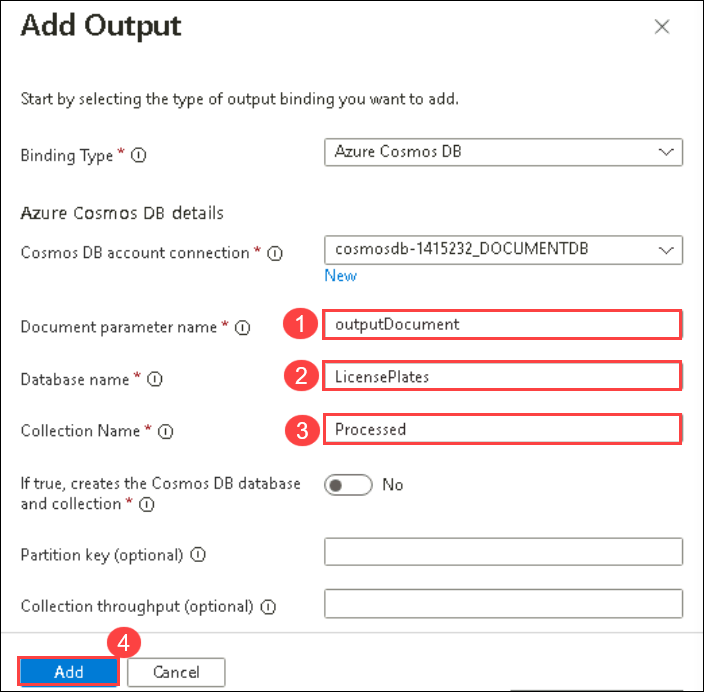 Add Output
Start by selecting the type of output binding you want to add.
Binding Type *
Azure Cosmos DB
Azure Cosmos DB details
Cosmos DB account connection *
cosmosdb-1415232_DOCUMENTDB
New
Document parameter name *
1
outputDocument
Database name *
2
LicensePlates
Collection Name *
3
Processed
If true, creates the Cosmos DB database
and collection *
No
Partition key (optional)
Collection throughput (optional)
4
Add
Cancel